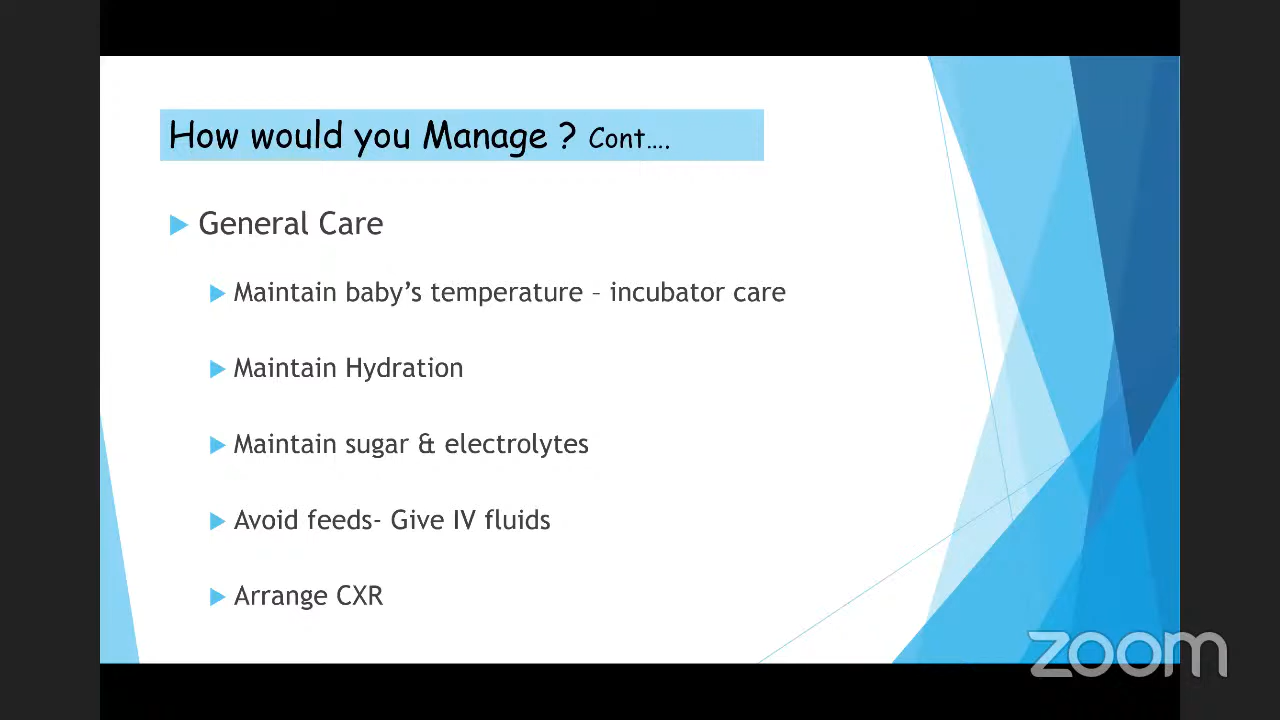 How would you Manage ? Cont….
General Care
Maintain baby's temperature – incubator care
Maintain Hydration
Maintain sugar & electrolytes
Avoid feeds- Give IV fluids
Arrange CXR
zoom